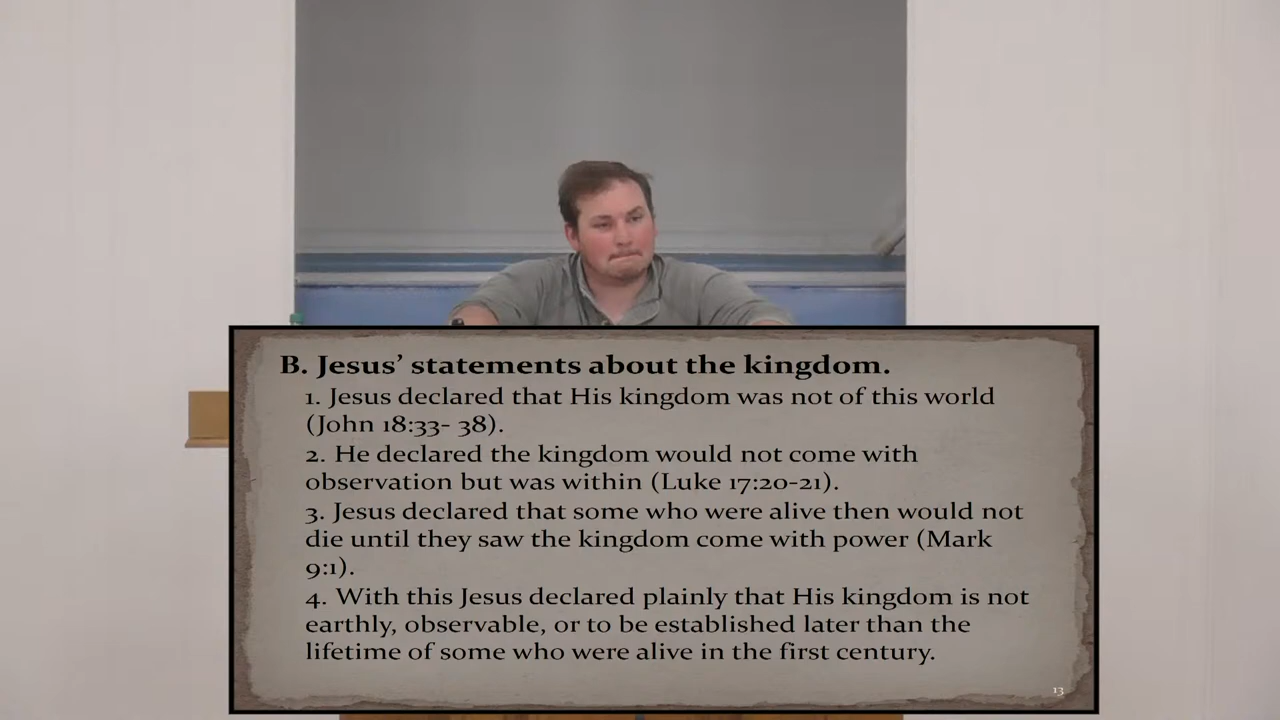 B. Jesus’ statements about the kingdom.
1. Jesus declared that His kingdom was not of this world
(John 18:33- 38).
2. He declared the kingdom would not come with
observation but was within (Luke 17:20-21).
3. Jesus declared that some who were alive then would not
die until they saw the kingdom come with power (Mark
9:1).
4. With this Jesus declared plainly that His kingdom is not
earthly, observable, or to be established later than the
lifetime of some who were alive in the first century.
13